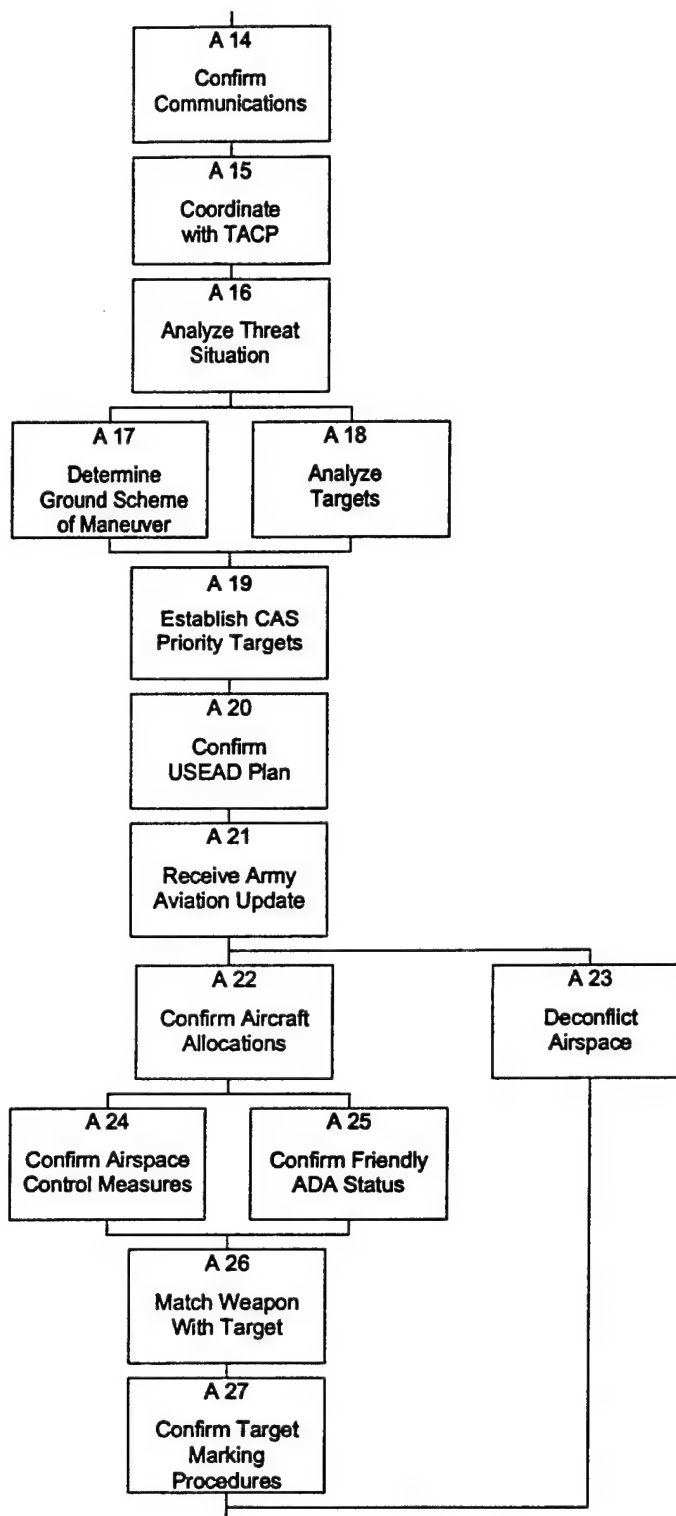 A 14
Confirm
Communications
A 15
Coordinate
with TACP
A 16
Analyze Threat
Situation
A 17
Determine
Ground Scheme
of Maneuver
A 18
Analyze
Targets
A 19
Establish CAS
Priority Targets
A 20
Confirm
USEAD Plan
A 21
Receive Army
Aviation Update
A 22
Confirm Aircraft
Allocations
A 23
Deconflict
Airspace
A 24
Confirm Airspace
Control Measures
A 25
Confirm Friendly
ADA Status
A 26
Match Weapon
With Target
A 27
Confirm Target
Marking
Procedures